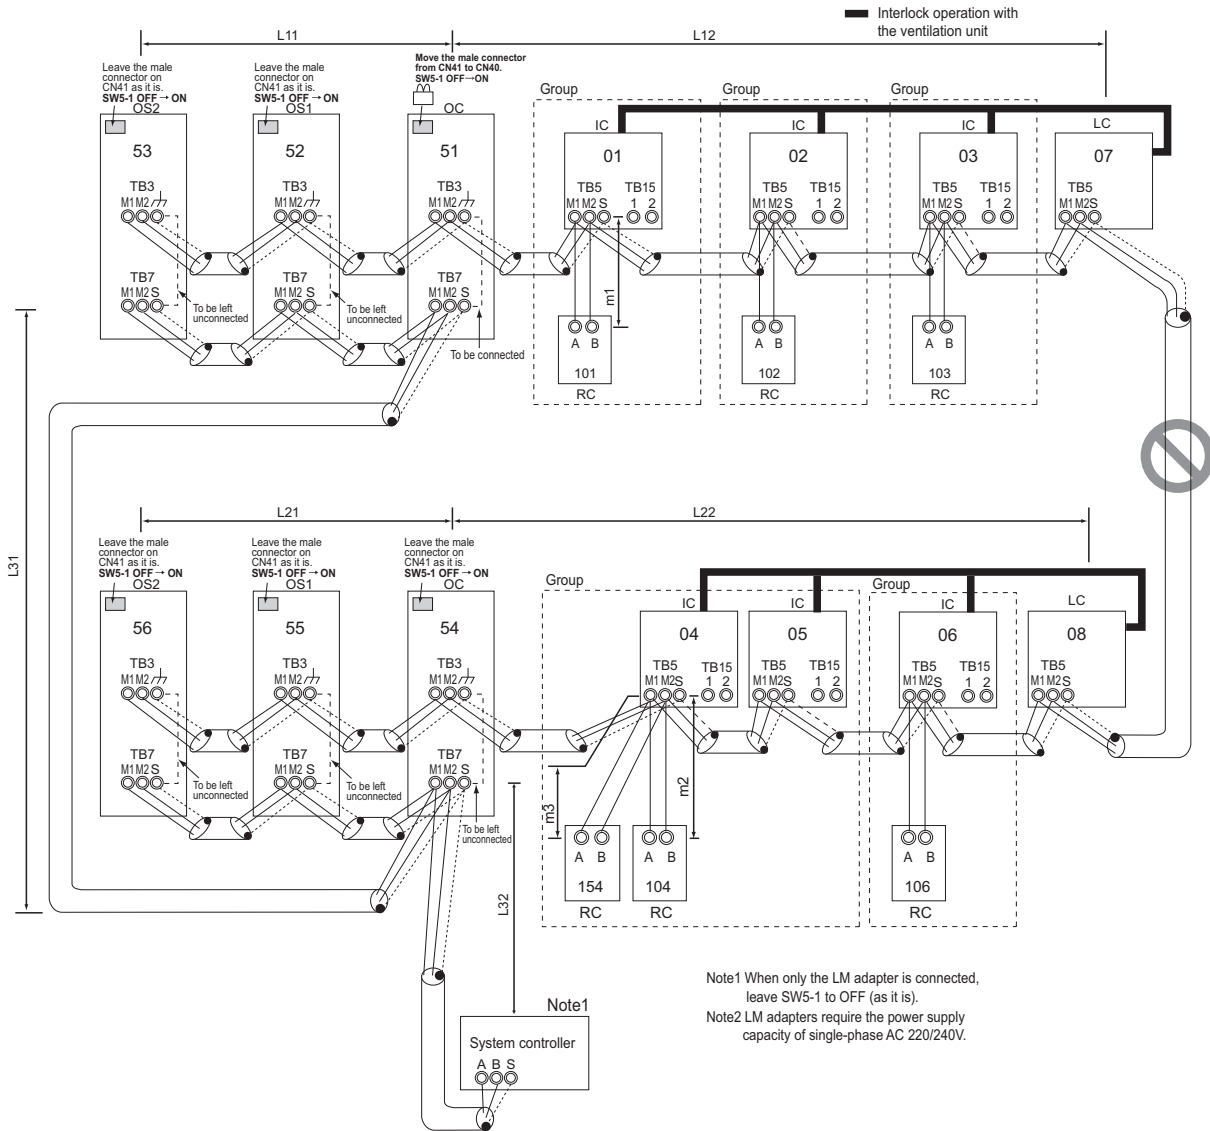 Interlock operation with
the ventilation unit
L11
L12
Leave the male
connector on
CN41 as it is.
SW5-1 OFF→ON
OS2
53
TB3
M1 M2
TB7
M1 M2 S
To be left
unconnected
Leave the male
connector on
CN41 as it is.
SW5-1 OFF→ON
OS1
52
TB3
M1 M2
TB7
M1 M2 S
To be left
unconnected
Move the male connector
from CN41 to CN40.
SW5-1 OFF→ON
OC
51
TB3
M1 M2
TB7
M1 M2 S
To be connected
Group
IC
01
TB5 TB15
M1 M2 S 1 2
m1
A B
101
RC
Group
IC
02
TB5 TB15
M1 M2 S 1 2
A B
102
RC
Group
IC
03
TB5 TB15
M1 M2 S 1 2
A B
103
RC
LC
07
TB5
M1 M2 S
L31
L21
L22
Leave the male
connector on
CN41 as it is.
SW5-1 OFF→ON
OS2
56
TB3
M1 M2
TB7
M1 M2 S
To be left
unconnected
Leave the male
connector on
CN41 as it is.
SW5-1 OFF→ON
OS1
55
TB3
M1 M2
TB7
M1 M2 S
To be left
unconnected
Leave the male
connector on
CN41 as it is.
SW5-1 OFF→ON
OC
54
TB3
M1 M2
TB7
M1 M2 S
To be left
unconnected
Group
IC
04
TB5 TB15
M1 M2 S 1 2
IC
05
TB5 TB15
M1 M2 S 1 2
m3
m2
A B
154
RC
A B
104
RC
Group
IC
06
TB5 TB15
M1 M2 S 1 2
A B
106
RC
LC
08
TB5
M1 M2 S
L32
Note1
System controller
A B S
Note1 When only the LM adapter is connected,
leave SW5-1 to OFF (as it is).
Note2 LM adapters require the power supply
capacity of single-phase AC 220/240V.